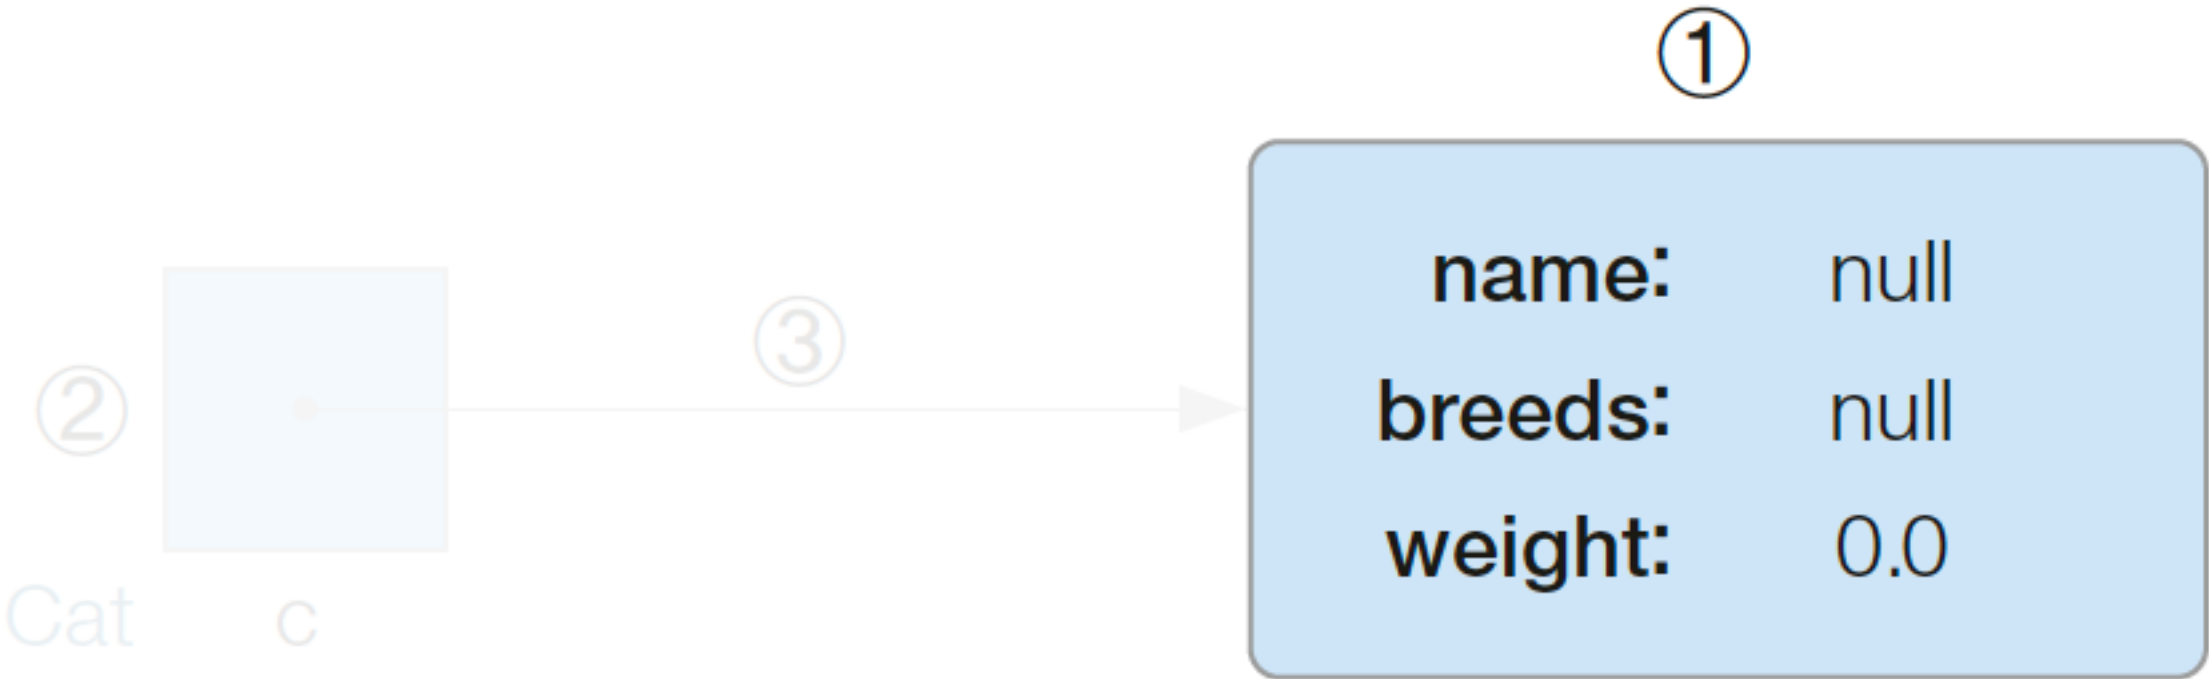 ①
name: null
③
breeds: null
②
weight: 0.0
Cat c